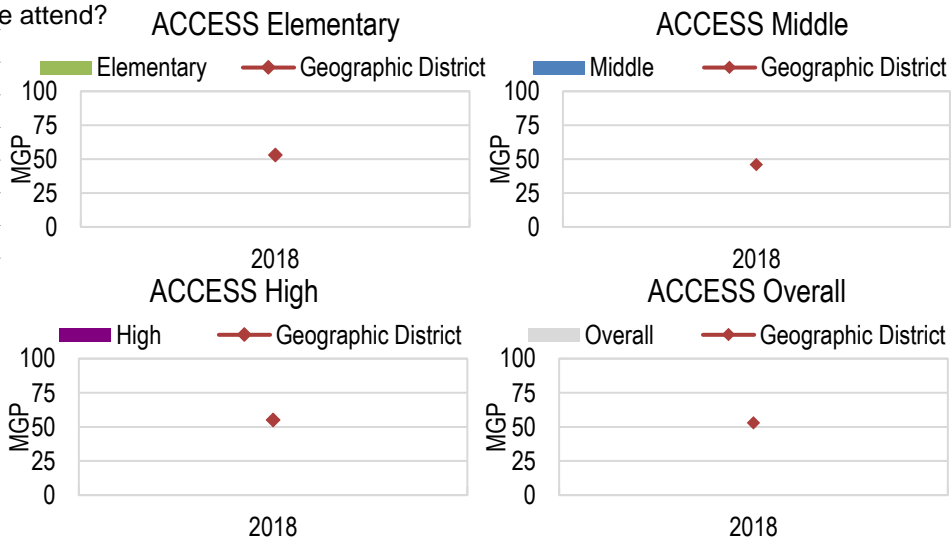 e attend?
ACCESS Elementary
Elementary Geographic District
100
75
50
25
0
MGP
2018
ACCESS Middle
Middle Geographic District
100
75
50
25
0
MGP
2018
ACCESS High
High Geographic District
100
75
50
25
0
MGP
2018
ACCESS Overall
Overall Geographic District
100
75
50
25
0
MGP
2018